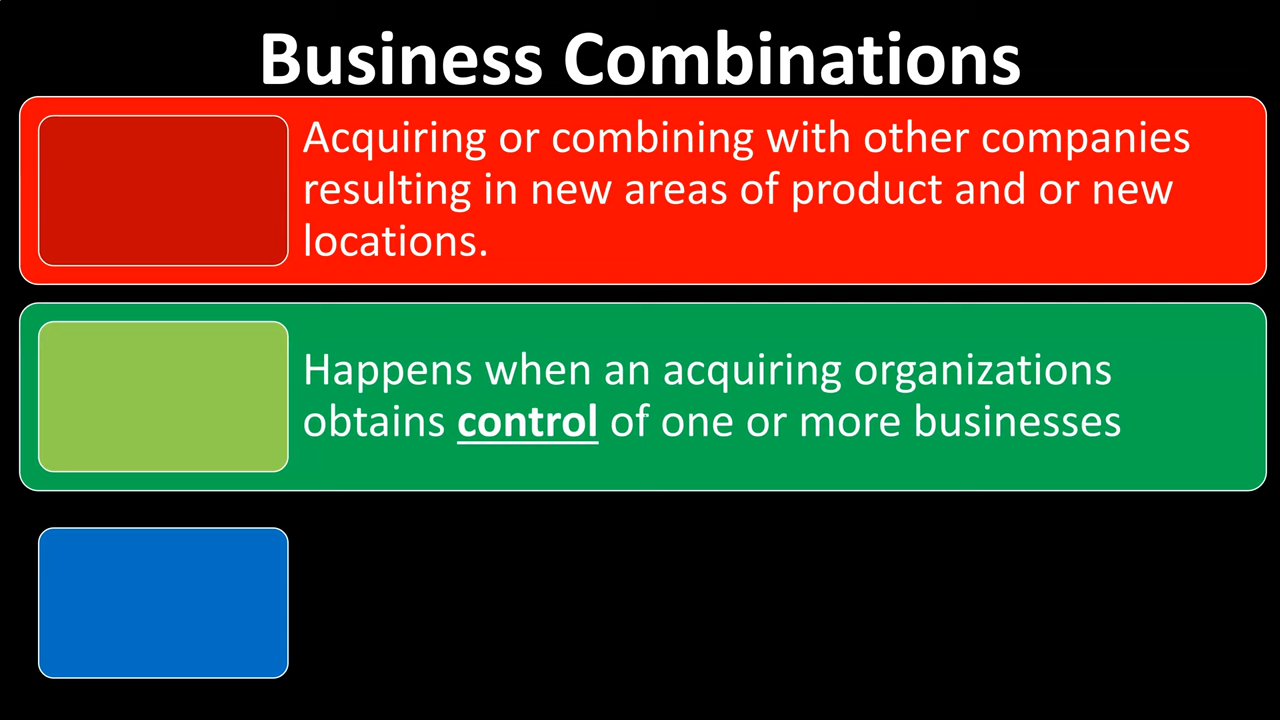 Business Combinations
Acquiring or combining with other companies
resulting in new areas of product and or new
locations.
Happens when an acquiring organizations
obtains control of one or more businesses